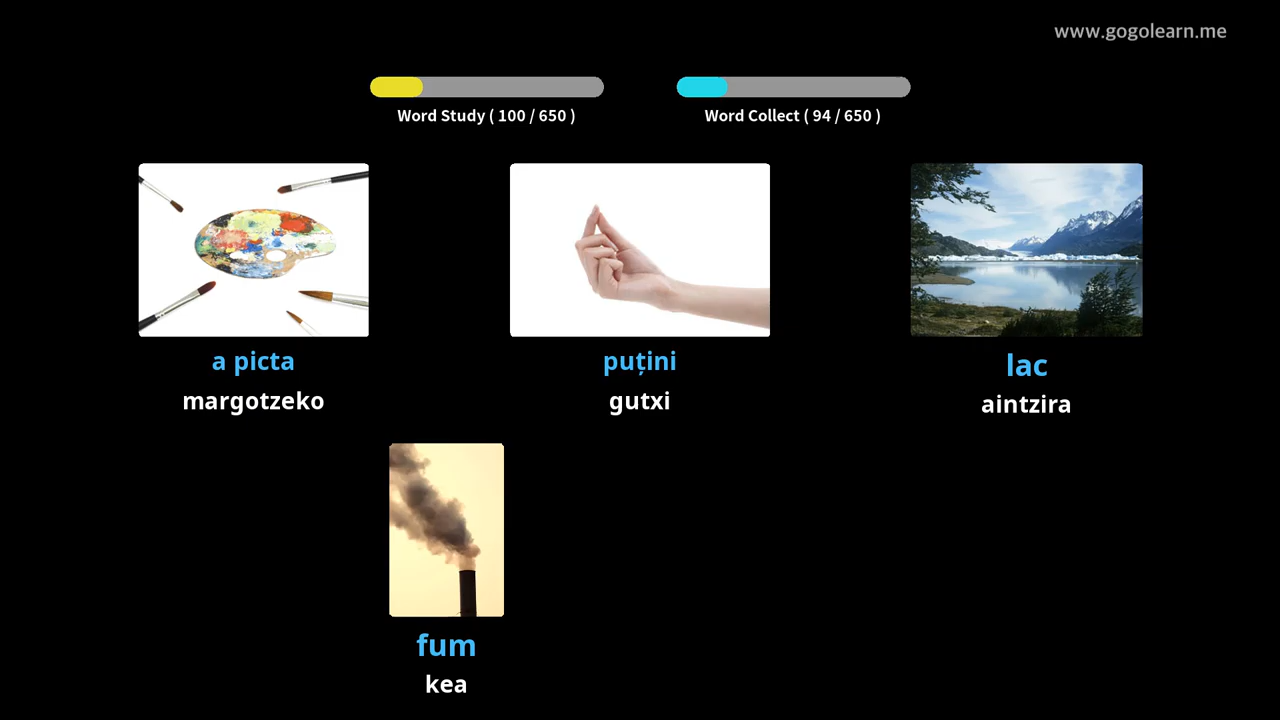 www.gogolearn.me
Word Study ( 100 / 650 )
Word Collect ( 94 / 650 )
a picta
margotzeko
puțini
gutxi
lac
aintzira
fum
kea